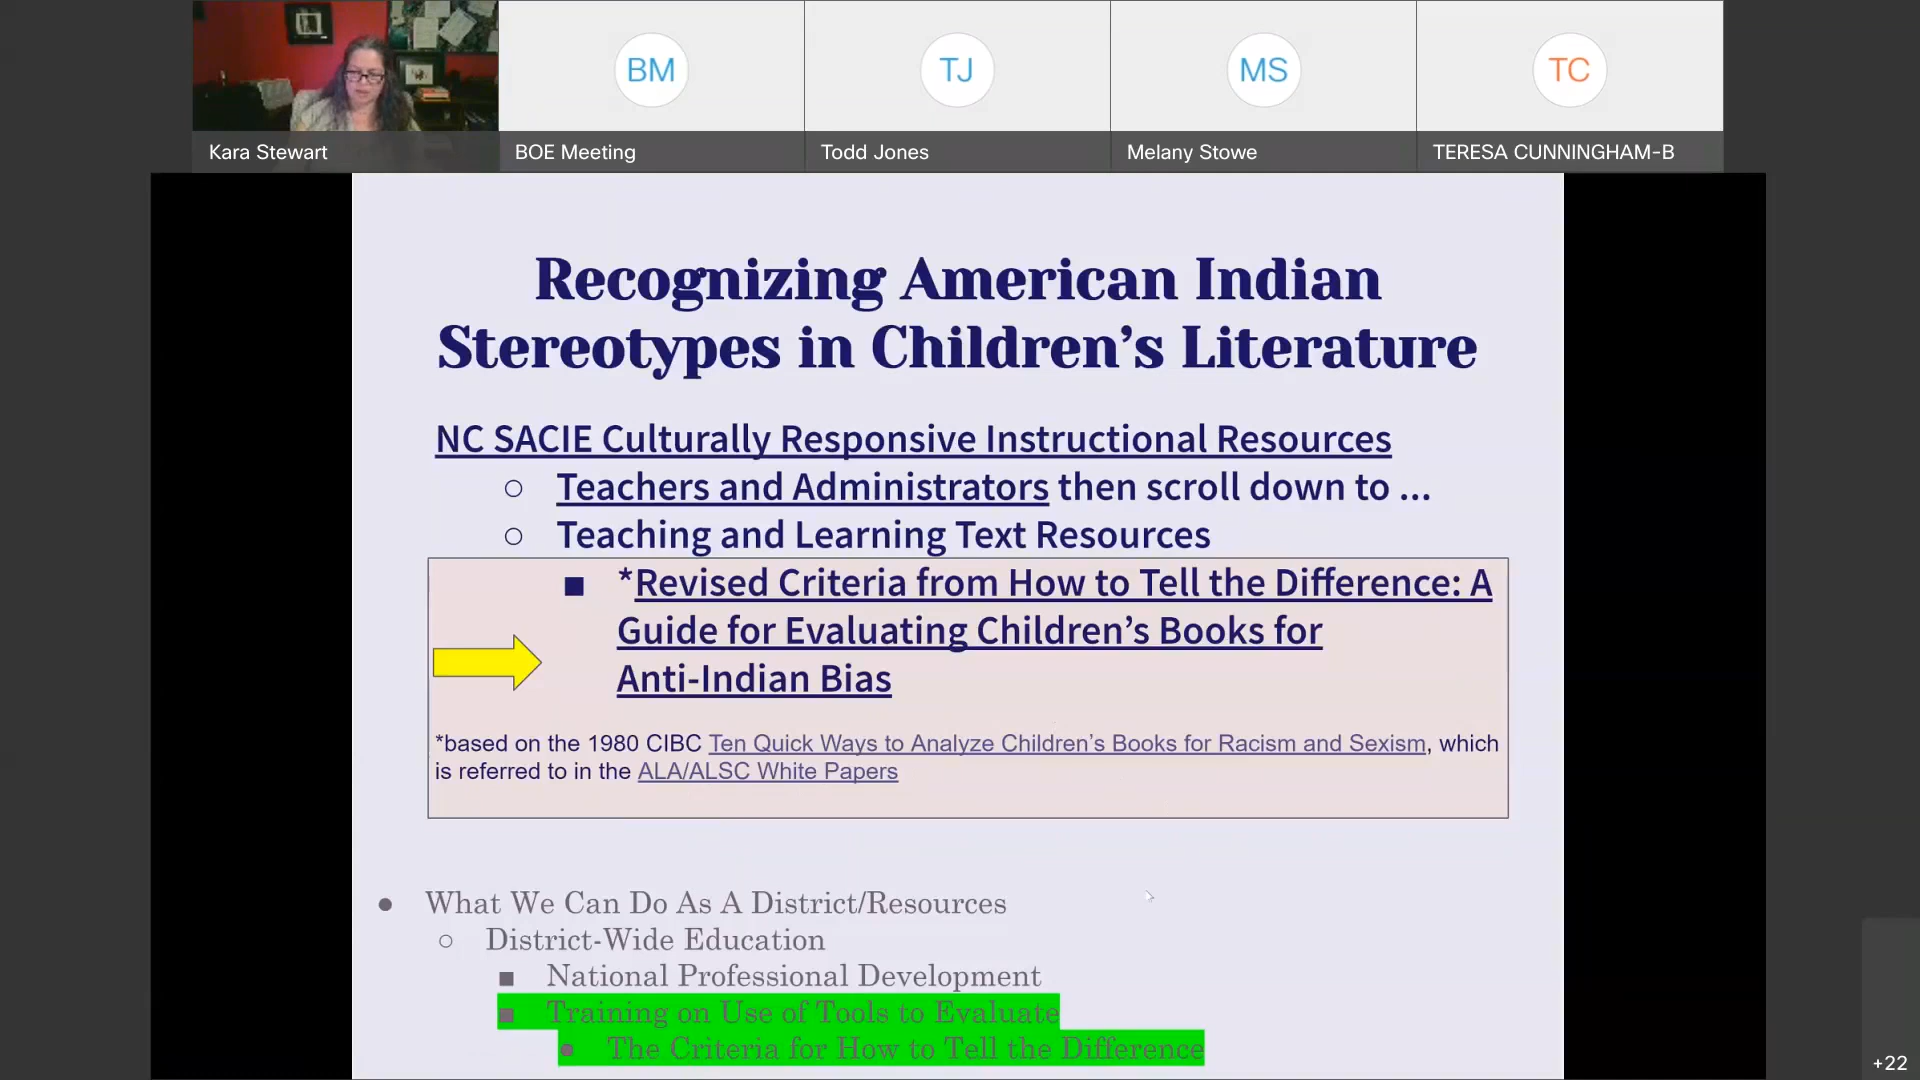 BM
TJ
MS
TC
Kara Stewart
BOE Meeting
Todd Jones
Melany Stowe
TERESA CUNNINGHAM-B
Recognizing American Indian
Stereotypes in Children’s Literature
NC SACIE Culturally Responsive Instructional Resources
○ Teachers and Administrators then scroll down to ...
○ Teaching and Learning Text Resources
■ *Revised Criteria from How to Tell the Difference: A
Guide for Evaluating Children’s Books for
Anti-Indian Bias
*based on the 1980 CIBC Ten Quick Ways to Analyze Children’s Books for Racism and Sexism, which
is referred to in the ALA/ALSC White Papers
● What We Can Do As A District/Resources
○ District-Wide Education
■ National Professional Development
■ Training on Use of Tools to Evaluate
● The Criteria for How to Tell the Difference
+22